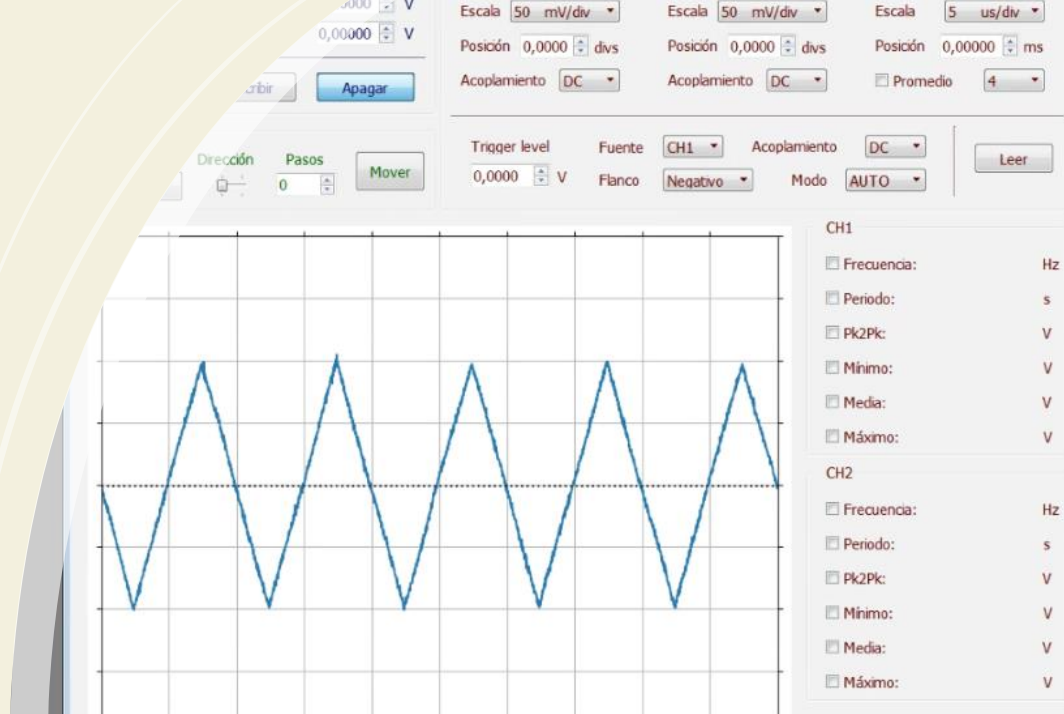 V
Escala 50 mV/div Escala 50 mV/div Escala 5 us/div
0,00000 V
Posición 0,0000 divs Posición 0,0000 divs Posición 0,00000 ms
Apagar Acoplamiento DC Acoplamiento DC Promedio 4
Trigger level Fuente CH1 Acoplamiento DC
Dirección Pasos Mover Leer
0 0,0000 V Flanco Negativo Modo AUTO
CH1
Frecuencia: Hz
Periodo: s
Pk2Pk: V
Mínimo: V
Media: V
Máximo: V
CH2
Frecuencia: Hz
Periodo: s
Pk2Pk: V
Mínimo: V
Media: V
Máximo: V